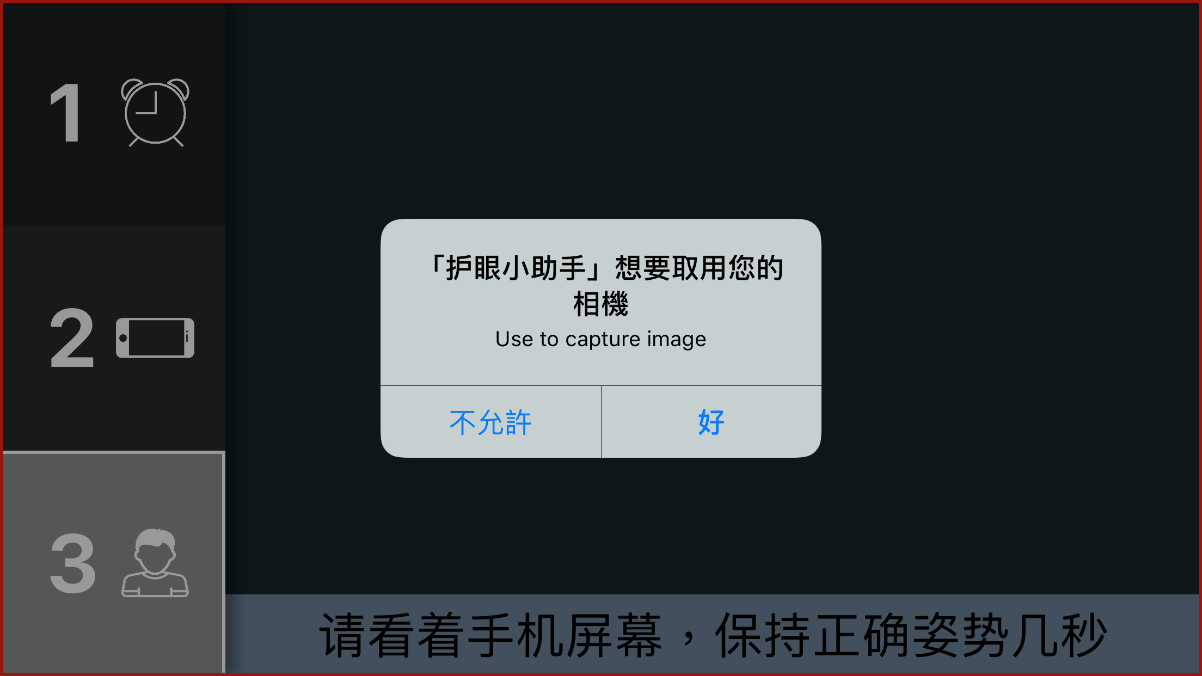 1
2
3
「护眼小助手」想要取用您的
相機
Use to capture image
不允許
好
请看着手机屏幕，保持正确姿势几秒